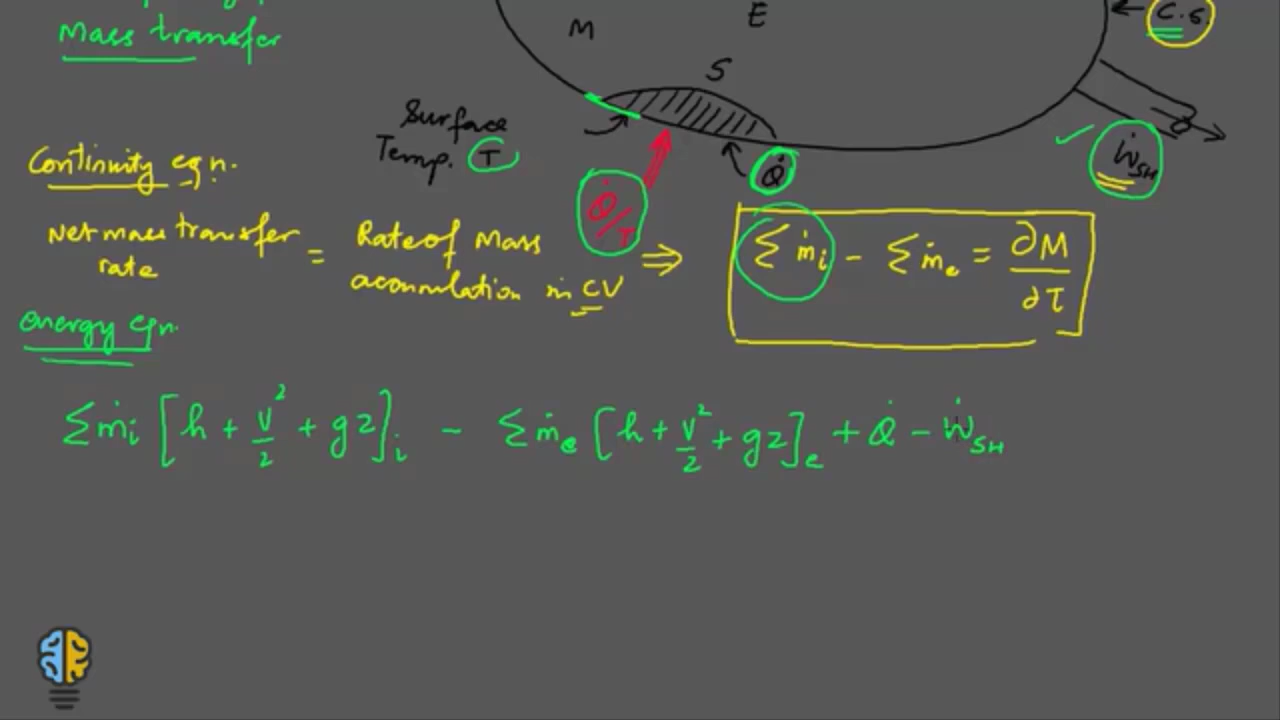 Mass transfer
M
E
S
C.S.
Surface
Temp. T
Q̇
Ẇ_SH
Q̇/T
Continuity eqn.
Net mass transfer rate = Rate of Mass accumulation in CV ⇒ Σṁ_i - Σṁ_e = ∂M/∂τ
energy eqn.
Σṁ_i [h + V²/2 + gz]_i - Σṁ_e [h + V²/2 + gz]_e + Q̇ - Ẇ_SH